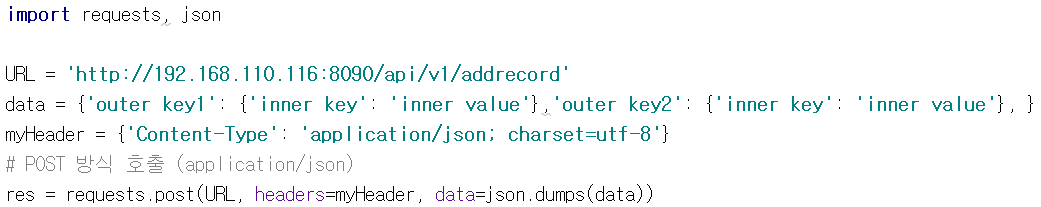 import requests, json
URL = 'http://192.168.110.116:8090/api/v1/addrecord'
data = {'outer key1': {'inner key': 'inner value'},'outer key2': {'inner key': 'inner value'}, }
myHeader = {'Content-Type': 'application/json; charset=utf-8'}
# POST 방식 호출 (application/json)
res = requests.post(URL, headers=myHeader, data=json.dumps(data))